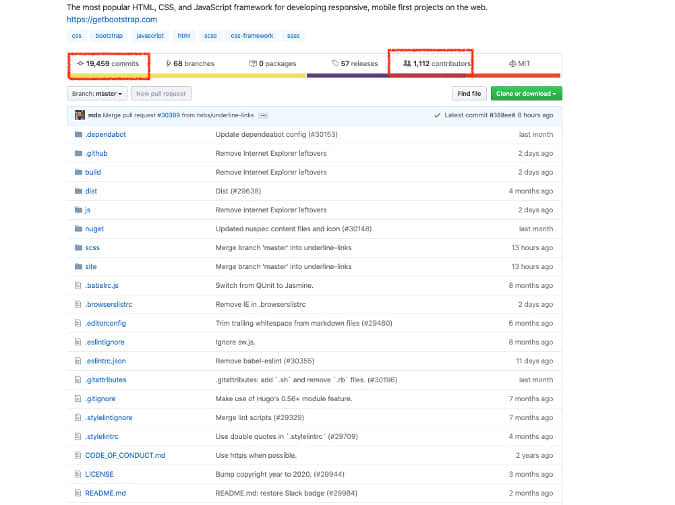 The most popular HTML, CSS, and JavaScript framework for developing responsive, mobile first projects on the web.
https://getbootstrap.com
css bootstrap javascript html scss css-framework sass
19,459 commits 68 branches 0 packages 57 releases 1,112 contributors MIT
Branch: master New pull request Find file Clone or download
mdo Merge pull request #30389 from twbs/underline-links Latest commit 8 hours ago
.dependabot Update dependeabot config (#30153) last month
.github Remove Internet Explorer leftovers 2 days ago
build Remove Internet Explorer leftovers 2 days ago
dist Dist (#29638) 4 months ago
js Remove Internet Explorer leftovers 2 days ago
nuget Updated nuspec content files and icon (#30148) last month
scss Merge branch 'master' into underline-links 13 hours ago
site Merge branch 'master' into underline-links 13 hours ago
.babelrc.js Switch from QUnit to Jasmine. 8 months ago
.browserslistrc Remove IE in .browserslistrc 2 days ago
.editorconfig Trim trailing whitespace from markdown files (#29480) 6 months ago
.eslintignore Ignore sw.js. 8 months ago
.eslintrc.json Remove babel-eslint (#30355) 11 days ago
.gitattributes .gitattributes: add `.sh` and remove `.rb` files. (#30196) last month
.gitignore Make use of Hugo's 0.56+ module feature. 7 months ago
.stylelintignore Merge lint scripts (#29329) 7 months ago
.stylelintrc Use double quotes in `.stylelintrc` (#29709) 4 months ago
CODE_OF_CONDUCT.md Use https when possible. 2 years ago
LICENSE Bump copyright year to 2020. (#29944) 3 months ago
README.md README.md: restore Slack badge (#29984) 2 months ago